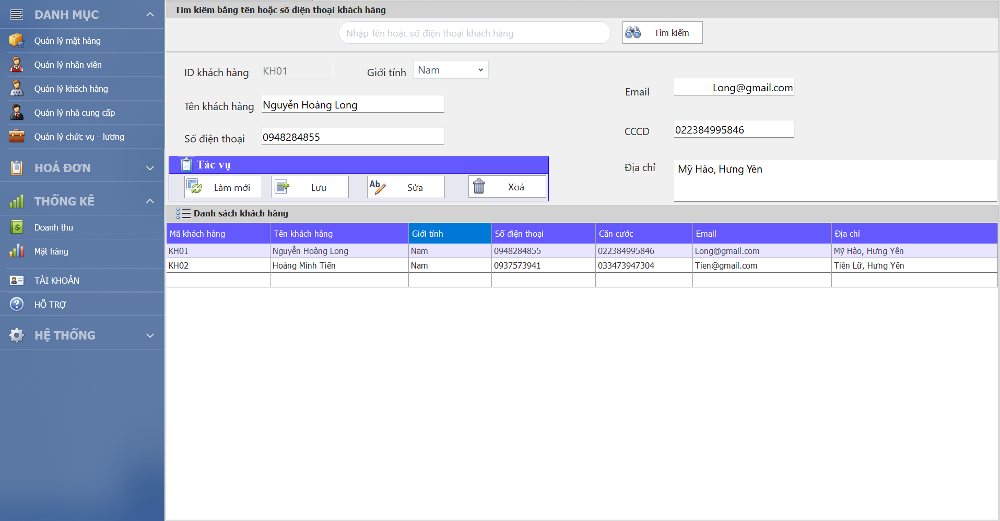 DANH MỤC
Quản lý mặt hàng
Quản lý nhân viên
Quản lý khách hàng
Quản lý nhà cung cấp
Quản lý chức vụ - lương
HOÁ ĐƠN
THỐNG KÊ
Doanh thu
Mặt hàng
TÀI KHOẢN
HỖ TRỢ
HỆ THỐNG
Tìm kiếm bằng tên hoặc số điện thoại khách hàng
Nhập Tên hoặc số điện thoại khách hàng
Tìm kiếm
ID khách hàng KH01 Giới tính Nam
Tên khách hàng Nguyễn Hoàng Long
Số điện thoại 0948284855
Email Long@gmail.com
CCCD 022384995846
Địa chỉ Mỹ Hào, Hưng Yên
Tác vụ
Làm mới Lưu Ab Sửa Xoá
Danh sách khách hàng
Mã khách hàng Tên khách hàng Giới tính Số điện thoại Căn cước Email Địa chỉ
KH01 Nguyễn Hoàng Long Nam 0948284855 022384995846 Long@gmail.com Mỹ Hào, Hưng Yên
KH02 Hoàng Minh Tiến Nam 0937573941 033473947304 Tien@gmail.com Tiên Lữ, Hưng Yên